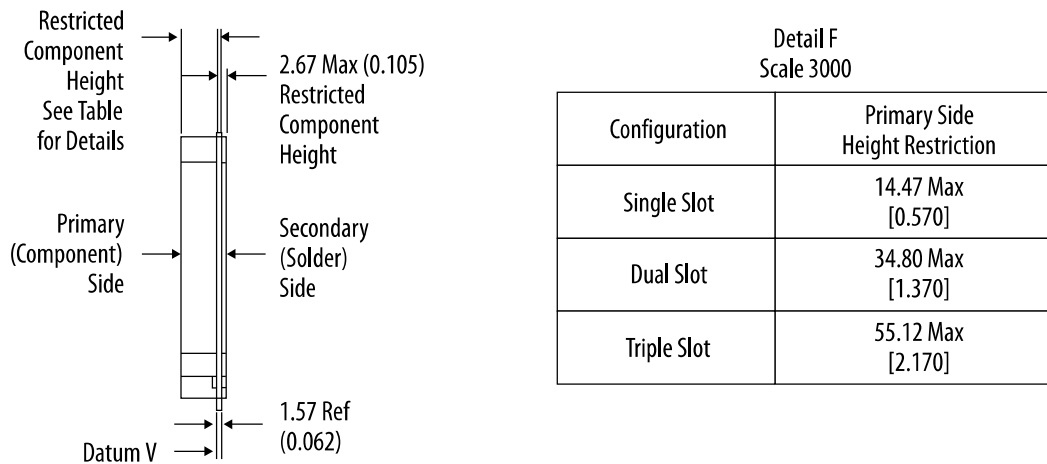 Restricted
Component
Height
See Table
for Details
2.67 Max (0.105)
Restricted
Component
Height
Primary
(Component)
Side
Secondary
(Solder)
Side
1.57 Ref
(0.062)
Datum V
Detail F
Scale 3000
Configuration
Primary Side
Height Restriction
Single Slot
14.47 Max
[0.570]
Dual Slot
34.80 Max
[1.370]
Triple Slot
55.12 Max
[2.170]